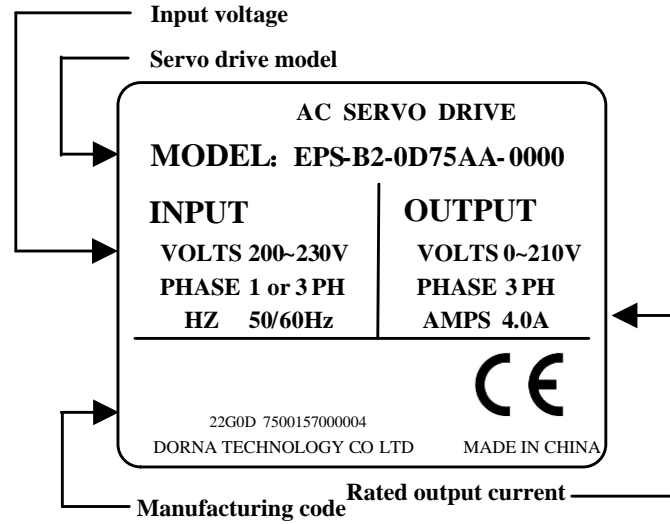 Input voltage
Servo drive model
AC SERVO DRIVE
MODEL: EPS-B2-0D75AA-0000
INPUT
VOLTS 200~230V
PHASE 1 or 3 PH
HZ 50/60Hz
OUTPUT
VOLTS 0~210V
PHASE 3 PH
AMPS 4.0A
CE
22G0D 7500157000004
DORNA TECHNOLOGY CO LTD MADE IN CHINA
Manufacturing code
Rated output current